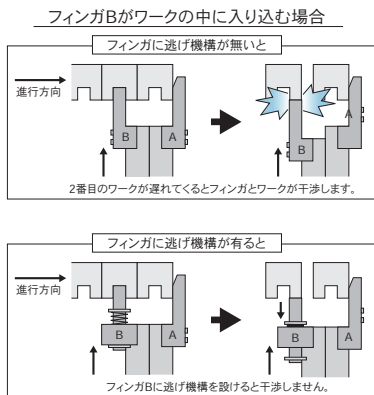 フィンガBがワークの中に入り込む場合
フィンガに逃げ機構が無いと
進行方向
B
A
A
B
2番目のワークが遅れてくるとフィンガとワークが干渉します。
フィンガに逃げ機構が有ると
進行方向
B
A
B
A
フィンガBに逃げ機構を設けると干渉しません。